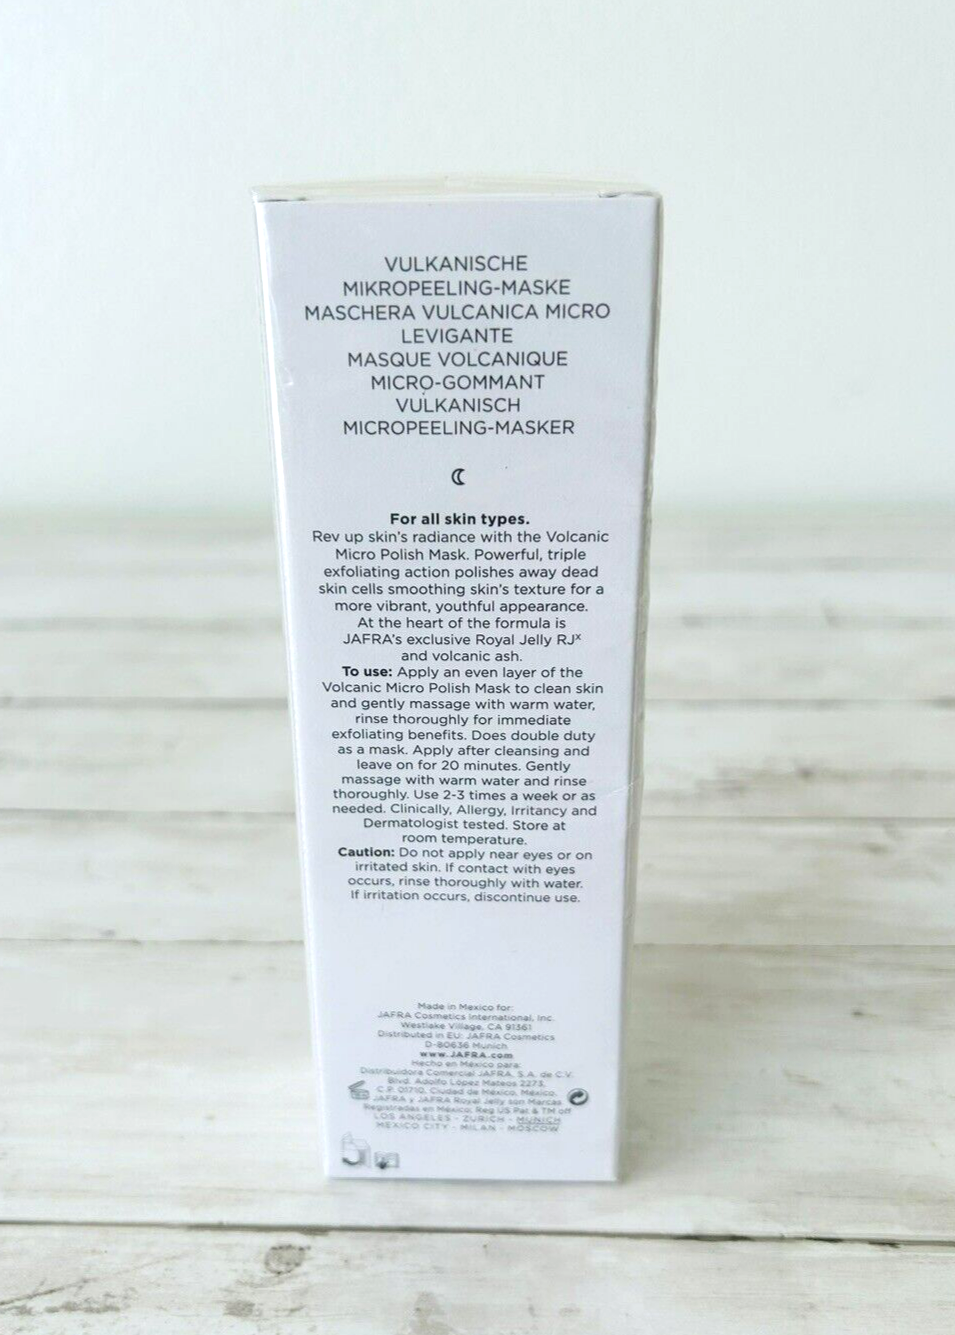 VULKANISCHE
MIKROPEELING-MASKE
MASCHERA VULCANICA MICRO
LEVIGANTE
MASQUE VOLCANIQUE
MICRO-GOMMANT
VULKANISCH
MICROPEELING-MASKER
For all skin types.
Rev up skin's radiance with the Volcanic
Micro Polish Mask. Powerful, triple
exfoliating action polishes away dead
skin cells smoothing skin's texture for a
more vibrant, youthful appearance.
At the heart of the formula is
JAFRA's exclusive Royal Jelly RJˣ
and volcanic ash.
To use: Apply an even layer of the
Volcanic Micro Polish Mask to clean skin
and gently massage with warm water,
rinse thoroughly for immediate
exfoliating benefits. Does double duty
as a mask. Apply after cleansing and
leave on for 20 minutes. Gently
massage with warm water and rinse
thoroughly. Use 2-3 times a week or as
needed. Clinically, Allergy, Irritancy and
Dermatologist tested. Store at
room temperature.
Caution: Do not apply near eyes or on
irritated skin. If contact with eyes
occurs, rinse thoroughly with water.
If irritation occurs, discontinue use.
Made in Mexico for:
JAFRA Cosmetics International, Inc.
Westlake Village, CA 91361
Distributed in EU: JAFRA Cosmetics
D-80636 Munich
www.JAFRA.com
Hecho en México para:
Distribuidora Comercial JAFRA, S.A. de C.V.
Blvd. Adolfo López Mateos 2273,
C.P. 01710, Ciudad de México, México.
JAFRA y JAFRA Royal Jelly son Marcas
Registradas en México, Reg US Pat & TM off
LOS ANGELES - ZURICH - MUNICH
MEXICO CITY - MILAN - MOSCOW